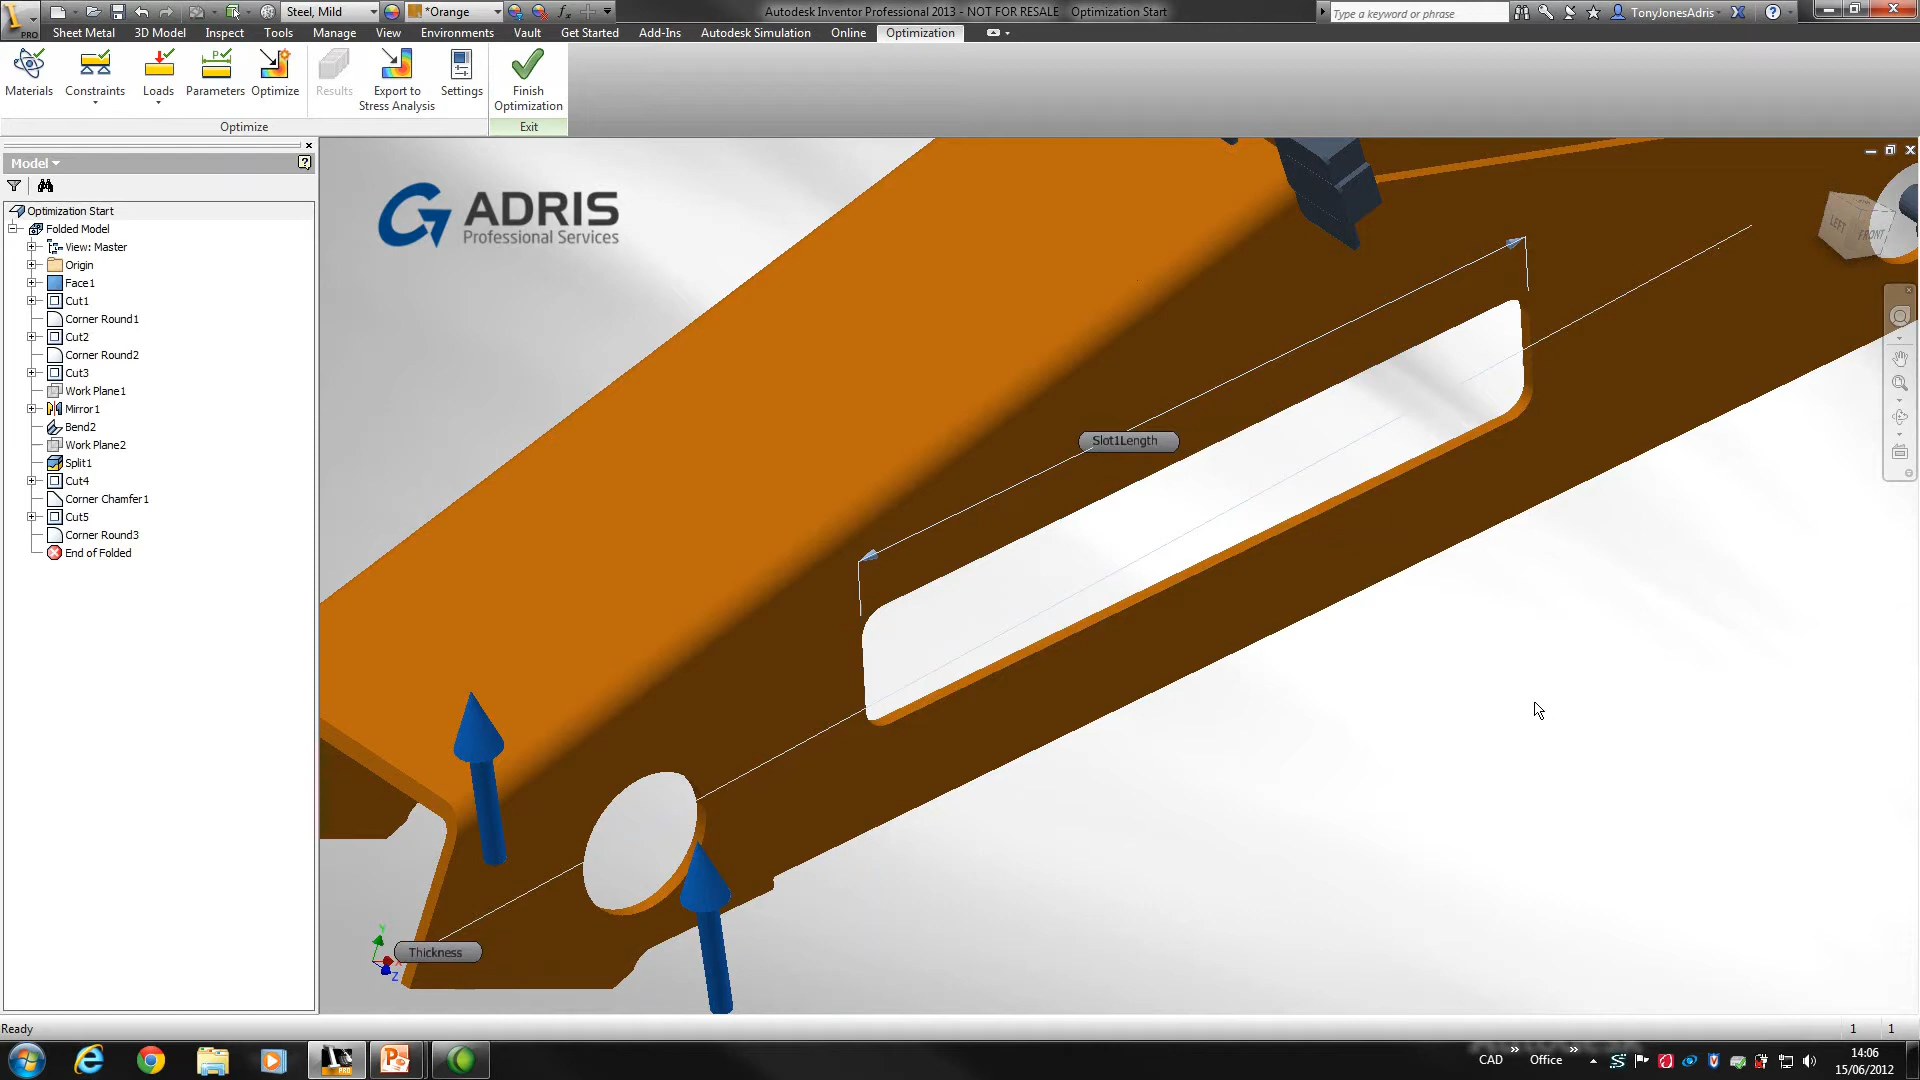 Steel, Mild
*Orange
Autodesk Inventor Professional 2013 - NOT FOR RESALE Optimization Start
Type a keyword or phrase
TonyJonesAdris
PRO
Sheet Metal
3D Model
Inspect
Tools
Manage
View
Environments
Vault
Get Started
Add-Ins
Autodesk Simulation
Online
Optimization
Materials
Constraints
Loads
Parameters
Optimize
Results
Export to
Stress Analysis
Settings
Finish
Optimization
Optimize
Exit
Model
Optimization Start
Folded Model
View: Master
Origin
Face1
Cut1
Corner Round1
Cut2
Corner Round2
Cut3
Work Plane1
Mirror1
Bend2
Work Plane2
Split1
Cut4
Corner Chamfer1
Cut5
Corner Round3
End of Folded
ADRIS
Professional Services
LEFT
FRONT
Slot1Length
Thickness
Y
X
Z
Ready
1 1
CAD
Office
14:06
15/06/2012